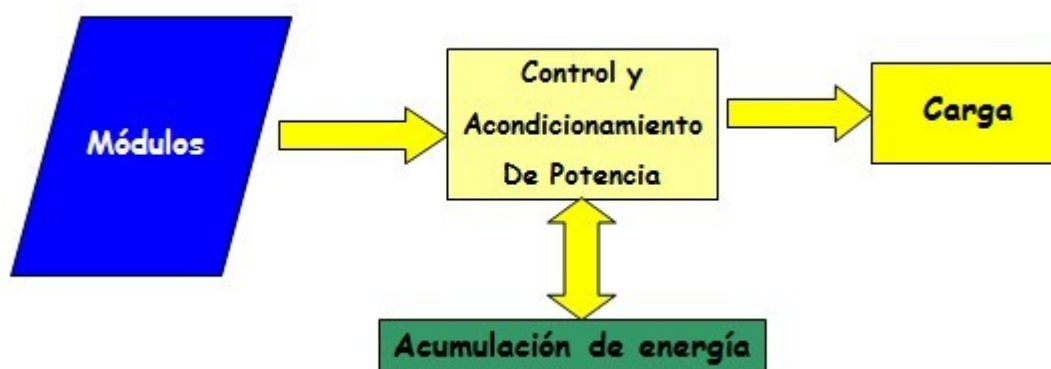 Módulos
Control y
Acondicionamiento
De Potencia
Carga
Acumulación de energía